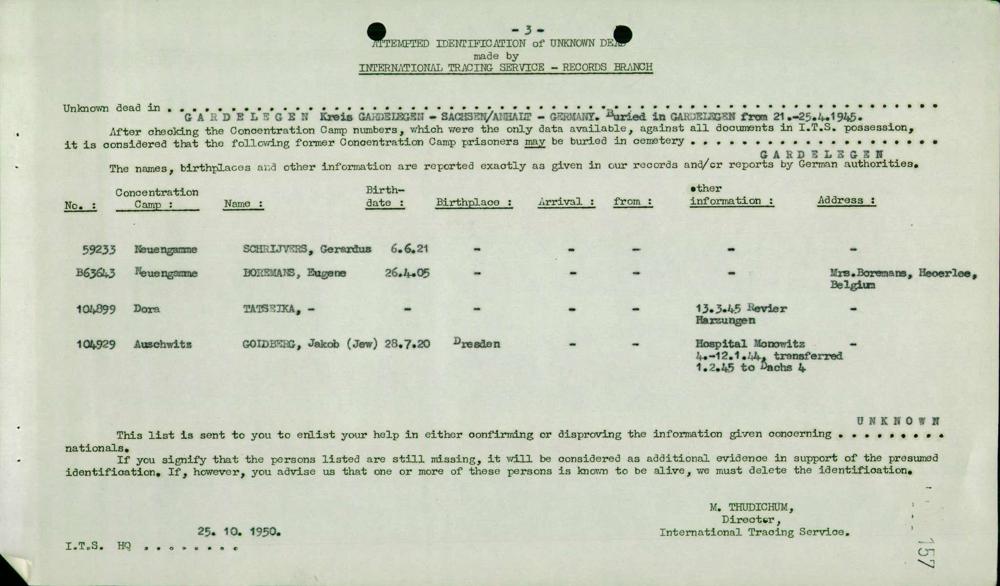 - 3 -
ATTEMPTED IDENTIFICATION of UNKNOWN DEAD
made by
INTERNATIONAL TRACING SERVICE - RECORDS BRANCH
Unknown dead in . . . . . . . . . . . . . . . . . . . . . . . . . . . . . . . . . . . . . . . . . . . .
G A R D E L E G E N Kreis GARDELEGEN - SACHSEN/ANHALT - GERMANY. Buried in GARDELEGEN from 21.-25.4.1945.
After checking the Concentration Camp numbers, which were the only data available, against all documents in I.T.S. possession,
it is considered that the following former Concentration Camp prisoners may be buried in cemetery . . . . . . . . . . . . . . . . . .
G A R D E L E G E N
The names, birthplaces and other information are reported exactly as given in our records and/or reports by German authorities.
No. : Concentration Camp : Name : Birth-date : Birthplace : Arrival : from : other information : Address :
59233 Neuengamme SCHRIJVERS, Gerardus 6.6.21 - - - - -
B63643 Neuengamme BOREMANS, Eugene 26.4.05 - - - - Mrs.Boremans, Heoerlee,
Belgium
104899 Dora TATSEIKA, - - - - - 13.3.45 Revier -
Harzungen
104929 Auschwitz GOLDBERG, Jakob (Jew) 28.7.20 Dresden - - Hospital Monowitz -
4.-12.1.44, transferred
1.2.45 to Dachs 4
U N K N O W N
This list is sent to you to enlist your help in either confirming or disproving the information given concerning . . . . . . . . .
nationals.
If you signify that the persons listed are still missing, it will be considered as additional evidence in support of the presumed
identification. If, however, you advise us that one or more of these persons is known to be alive, we must delete the identification.
M. THUDICHUM,
Director,
International Tracing Service.
25. 10. 1950.
I.T.S. HQ . . . . . . . .
157